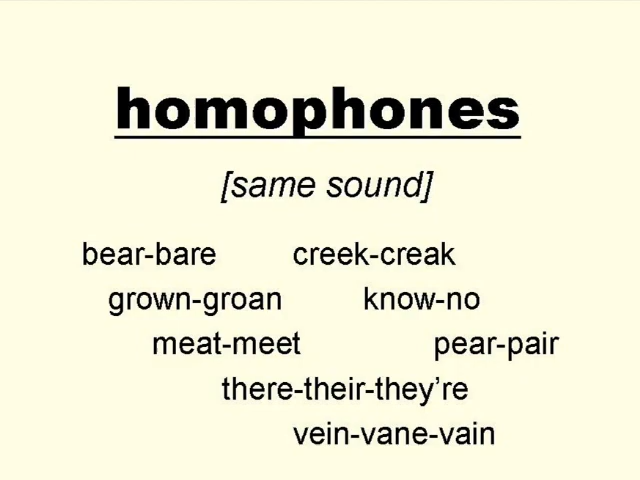 homophones
[same sound]
bear-bare creek-creak
grown-groan know-no
meat-meet pear-pair
there-their-they’re
vein-vane-vain